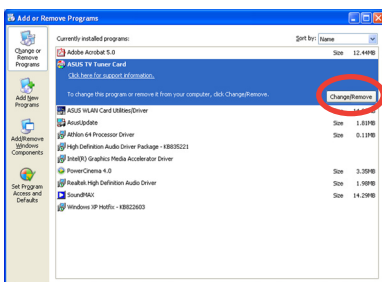 Add or Remove Programs
Change or
Remove
Programs
Add New
Programs
Add/Remove
Windows
Components
Set Program
Access and
Defaults
Currently installed programs:
Sort by: Name
Adobe Acrobat 5.0 Size 12.44MB
ASUS TV Tuner Card
Click here for support information.
To change this program or remove it from your computer, click Change/Remove. Change/Remove
ASUS WLAN Card Utilities/Driver
AsusUpdate Size 1.81MB
Athlon 64 Processor Driver Size 0.11MB
High Definition Audio Driver Package - KB835221
Intel(R) Graphics Media Accelerator Driver
PowerCinema 4.0 Size 3.35MB
Realtek High Definition Audio Driver Size 1.98MB
SoundMAX Size 14.29MB
Windows XP Hotfix - KB822603